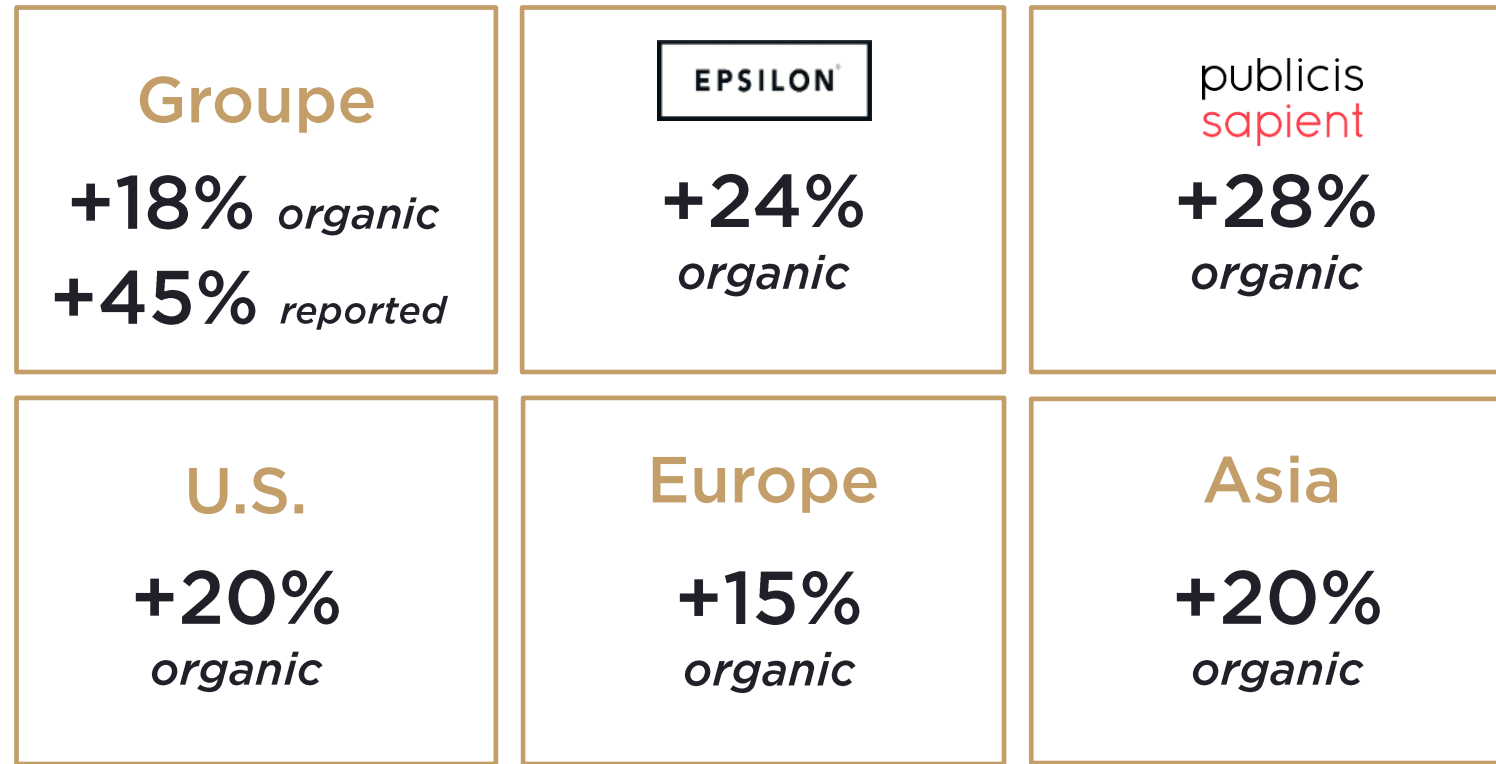 Groupe
+18% organic
+45% reported
EPSILON®
+24%
organic
publicis
sapient
+28%
organic
U.S.
+20%
organic
Europe
+15%
organic
Asia
+20%
organic